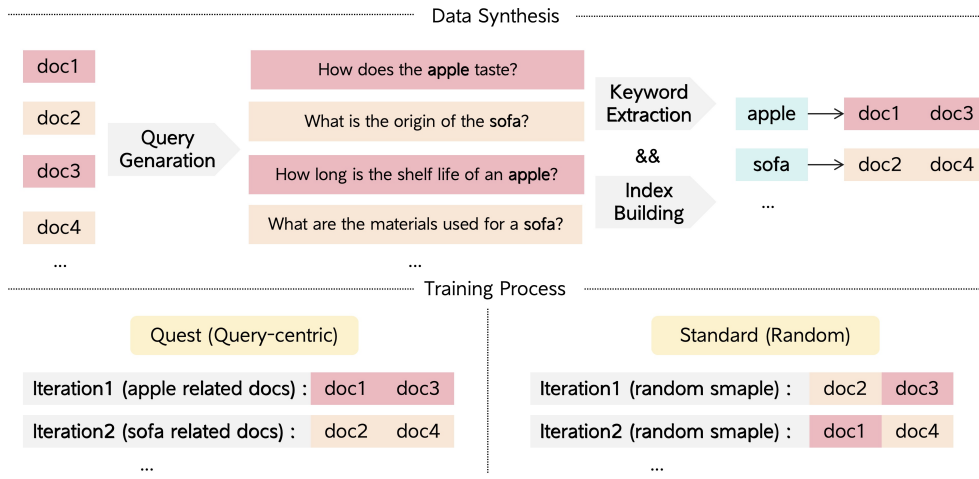 Data Synthesis
doc1
doc2
doc3
doc4
...
Query
Genaration
How does the apple taste?
What is the origin of the sofa?
How long is the shelf life of an apple?
What are the materials used for a sofa?
...
Keyword
Extraction
&&
Index
Building
apple doc1 doc3
sofa doc2 doc4
...
Training Process
Quest (Query-centric)
Iteration1 (apple related docs) : doc1 doc3
Iteration2 (sofa related docs) : doc2 doc4
...
Standard (Random)
Iteration1 (random smaple) : doc2 doc3
Iteration2 (random smaple) : doc1 doc4
...